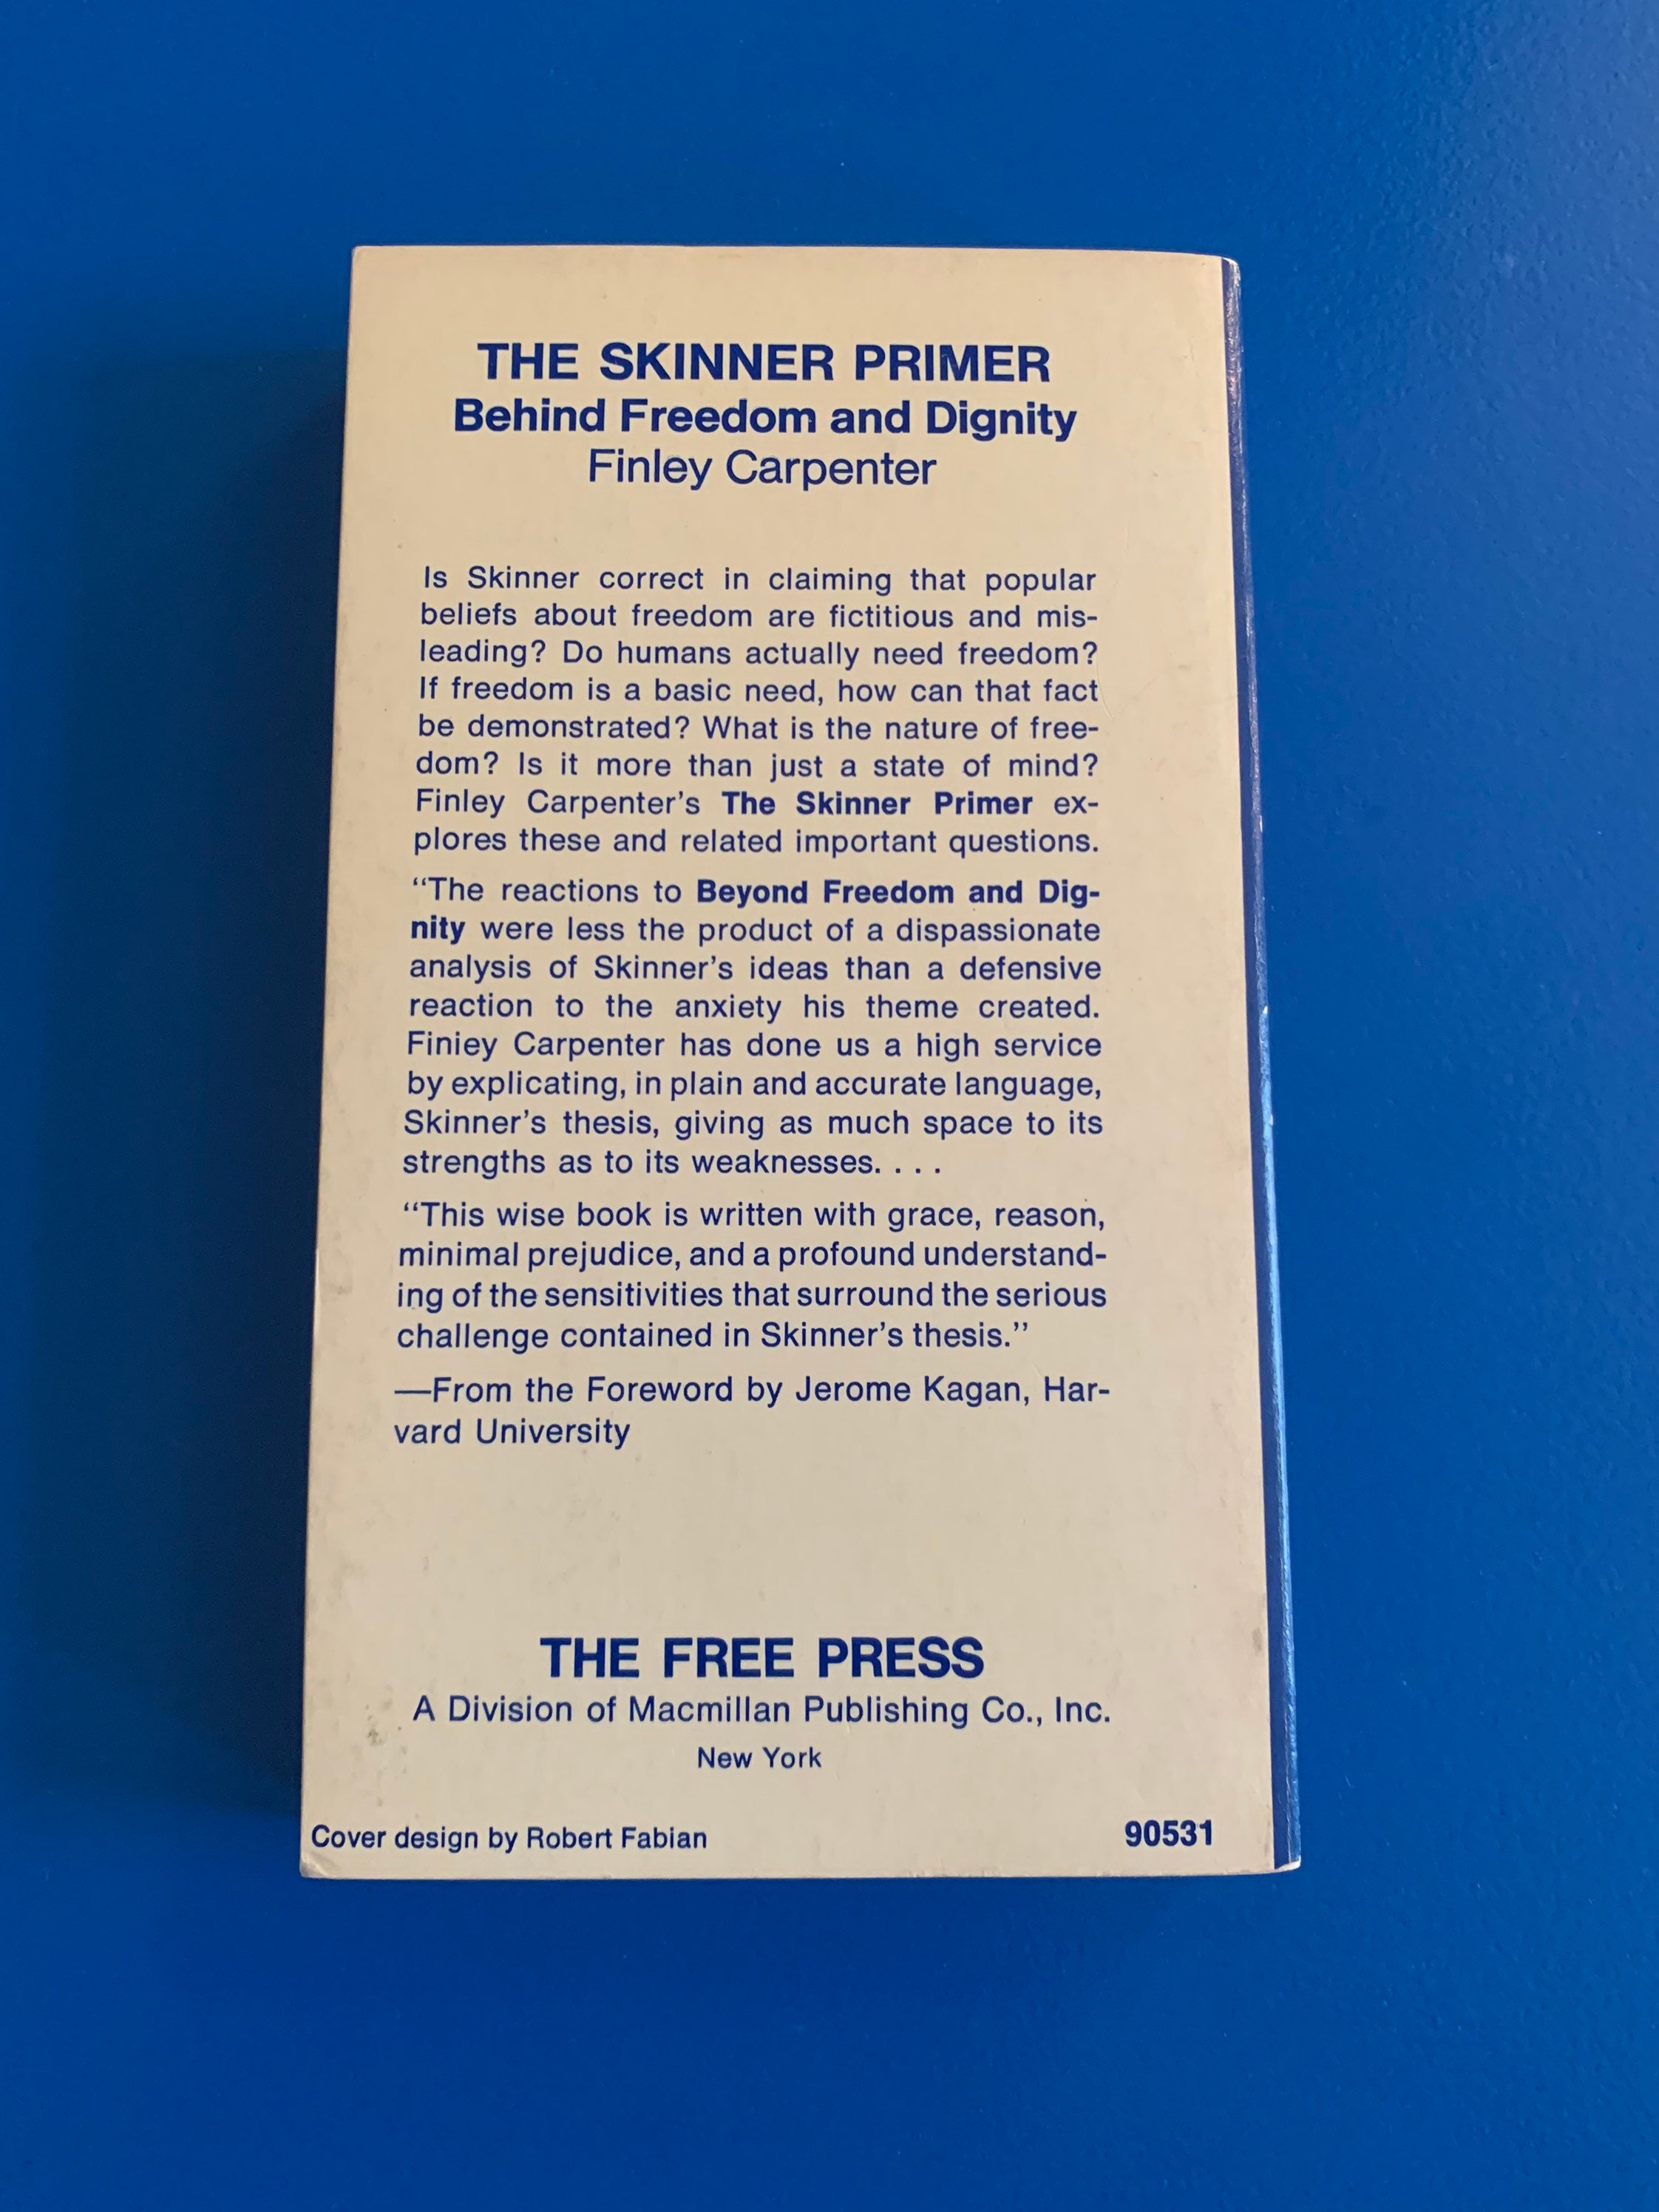 THE SKINNER PRIMER
Behind Freedom and Dignity
Finley Carpenter
Is Skinner correct in claiming that popular
beliefs about freedom are fictitious and mis-
leading? Do humans actually need freedom?
If freedom is a basic need, how can that fact
be demonstrated? What is the nature of free-
dom? Is it more than just a state of mind?
Finley Carpenter's The Skinner Primer ex-
plores these and related important questions.
"The reactions to Beyond Freedom and Dig-
nity were less the product of a dispassionate
analysis of Skinner's ideas than a defensive
reaction to the anxiety his theme created.
Finiey Carpenter has done us a high service
by explicating, in plain and accurate language,
Skinner's thesis, giving as much space to its
strengths as to its weaknesses. . . .
"This wise book is written with grace, reason,
minimal prejudice, and a profound understand-
ing of the sensitivities that surround the serious
challenge contained in Skinner's thesis."
—From the Foreword by Jerome Kagan, Har-
vard University
THE FREE PRESS
A Division of Macmillan Publishing Co., Inc.
New York
Cover design by Robert Fabian
90531